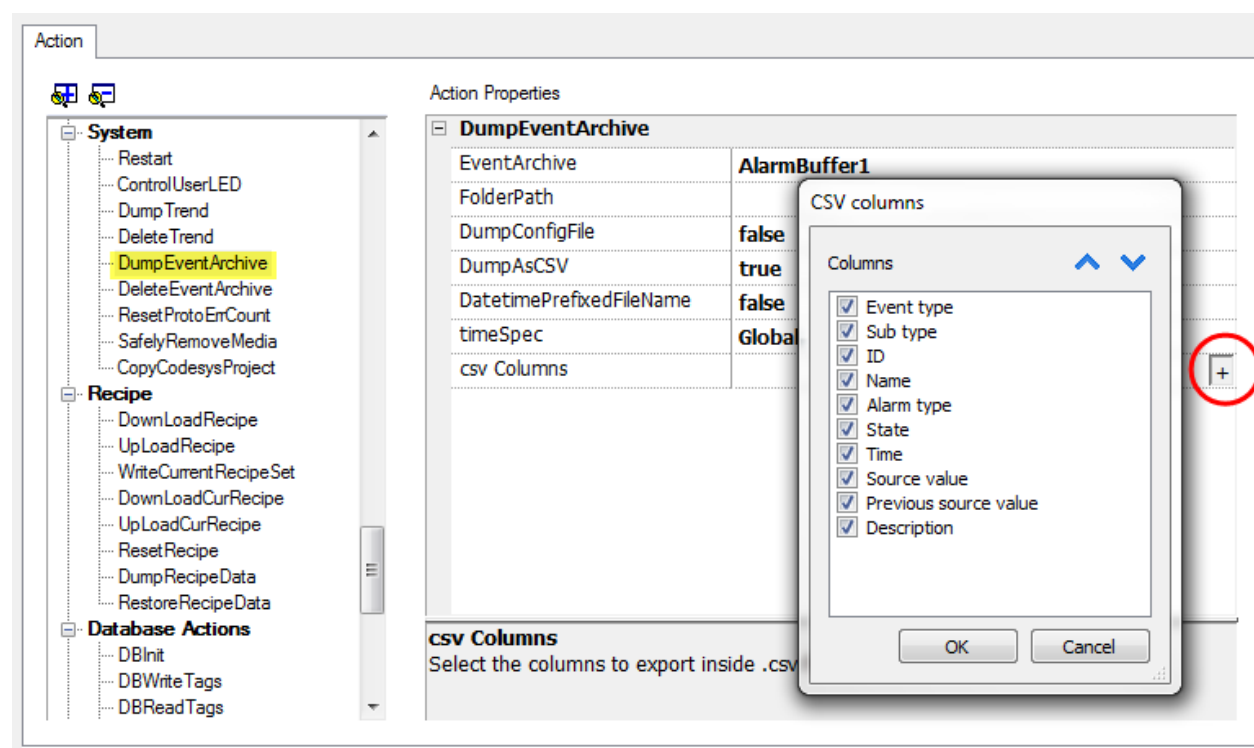 Action
Action Properties
System
Restart
ControlUserLED
DumpTrend
DeleteTrend
DumpEventArchive
DeleteEventArchive
ResetProtoErrCount
SafelyRemoveMedia
CopyCodesysProject
Recipe
DownLoadRecipe
UpLoadRecipe
WriteCurrentRecipeSet
DownLoadCurRecipe
UpLoadCurRecipe
ResetRecipe
DumpRecipeData
RestoreRecipeData
Database Actions
DBInit
DBWriteTags
DBReadTags
DumpEventArchive
EventArchive AlarmBuffer1
FolderPath
DumpConfigFile false
DumpAsCSV true
DatetimePrefixedFileName false
timeSpec Global
csv Columns +
csv Columns
Select the columns to export inside .csv
CSV columns
Columns
Event type
Sub type
ID
Name
Alarm type
State
Time
Source value
Previous source value
Description
OK Cancel